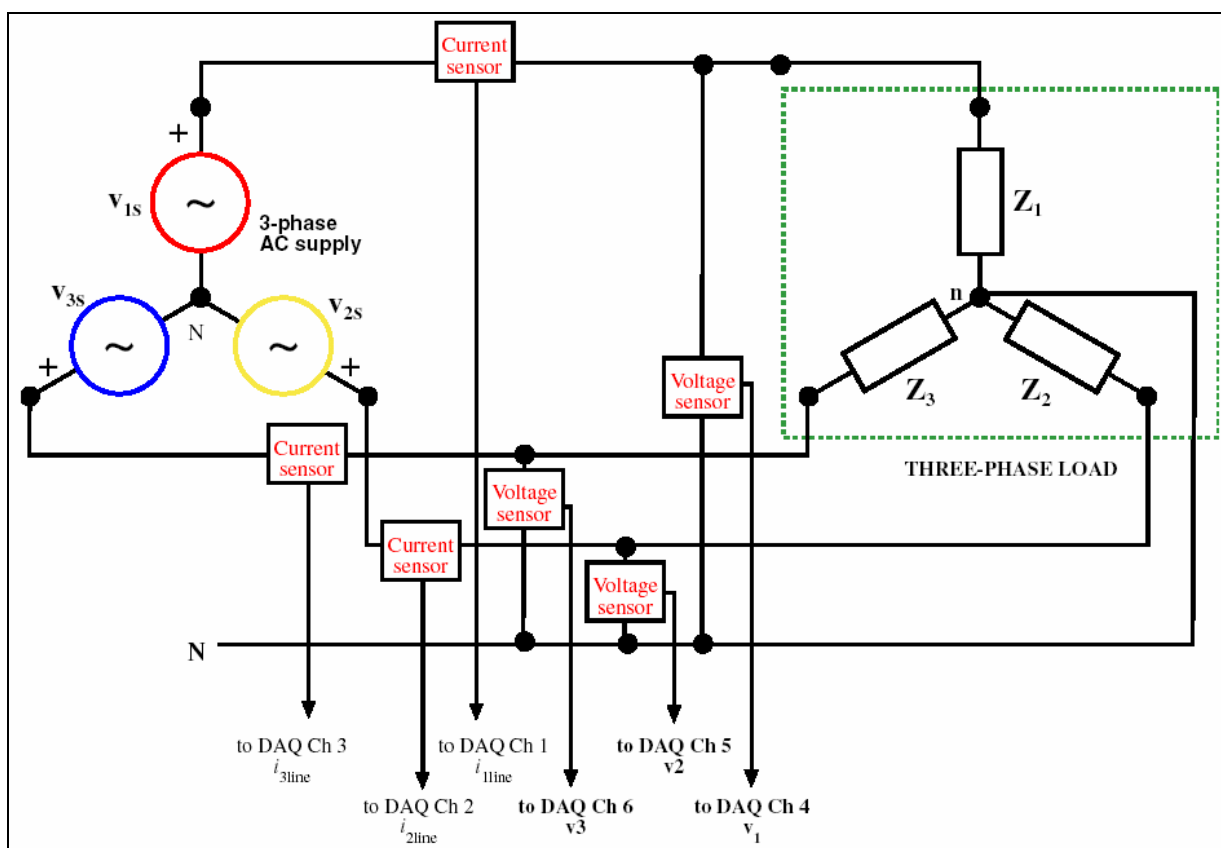 Current
sensor
+
v1s
~
3-phase
AC supply
Z1
v3s
v2s
N
n
+
~
~
+
Voltage
sensor
Z3
Z2
Current
sensor
THREE-PHASE LOAD
Voltage
sensor
Current
sensor
Voltage
sensor
N
to DAQ Ch 3
i3line
to DAQ Ch 1
i1line
to DAQ Ch 5
v2
to DAQ Ch 2
i2line
to DAQ Ch 6
v3
to DAQ Ch 4
v1